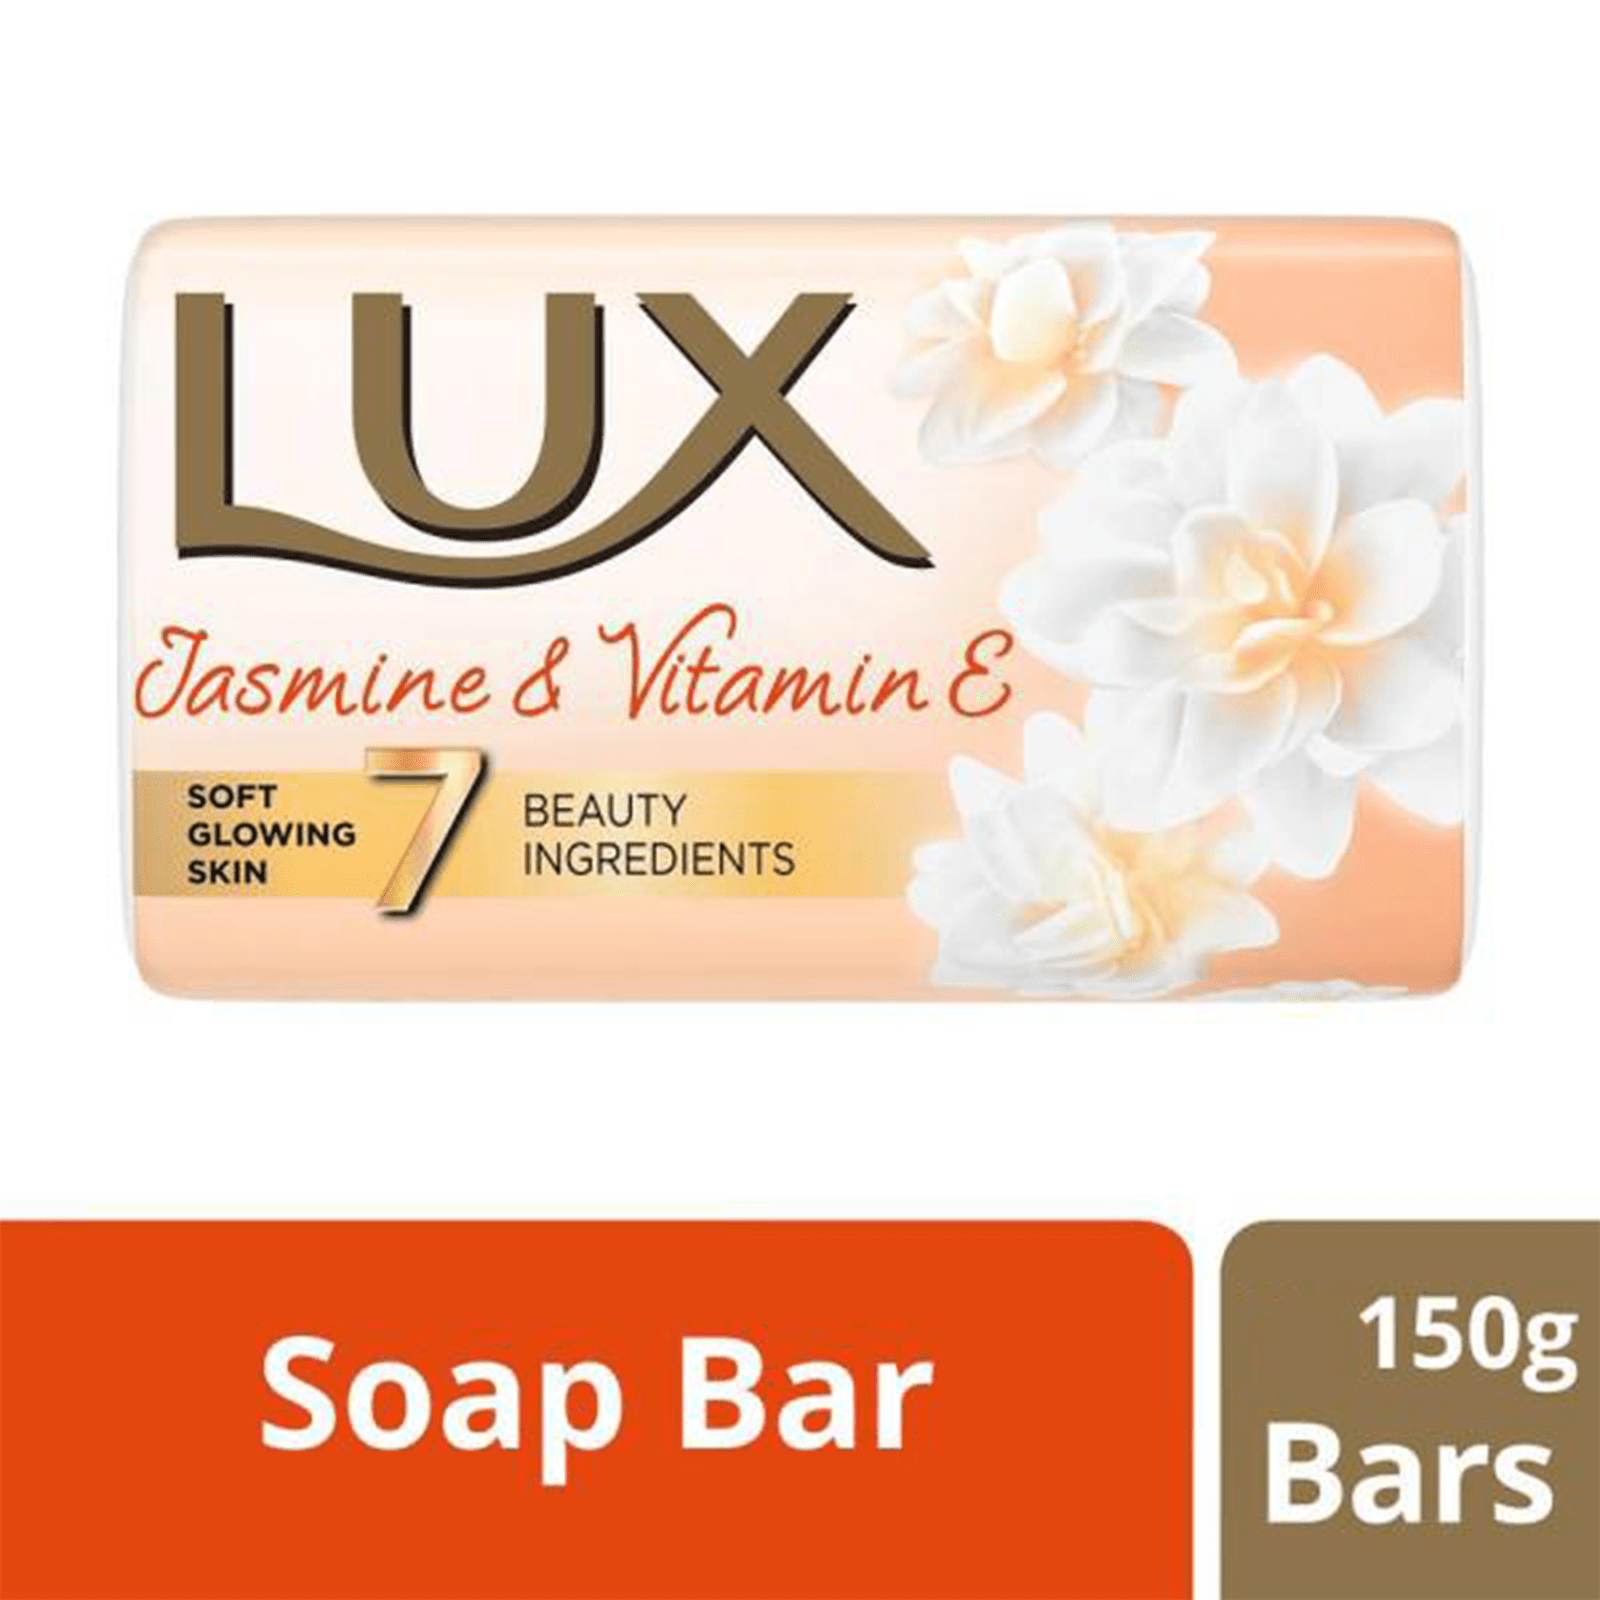 LUX
Jasmine & Vitamin E
SOFT
GLOWING
SKIN
7
BEAUTY
INGREDIENTS
Soap Bar
150g
Bars